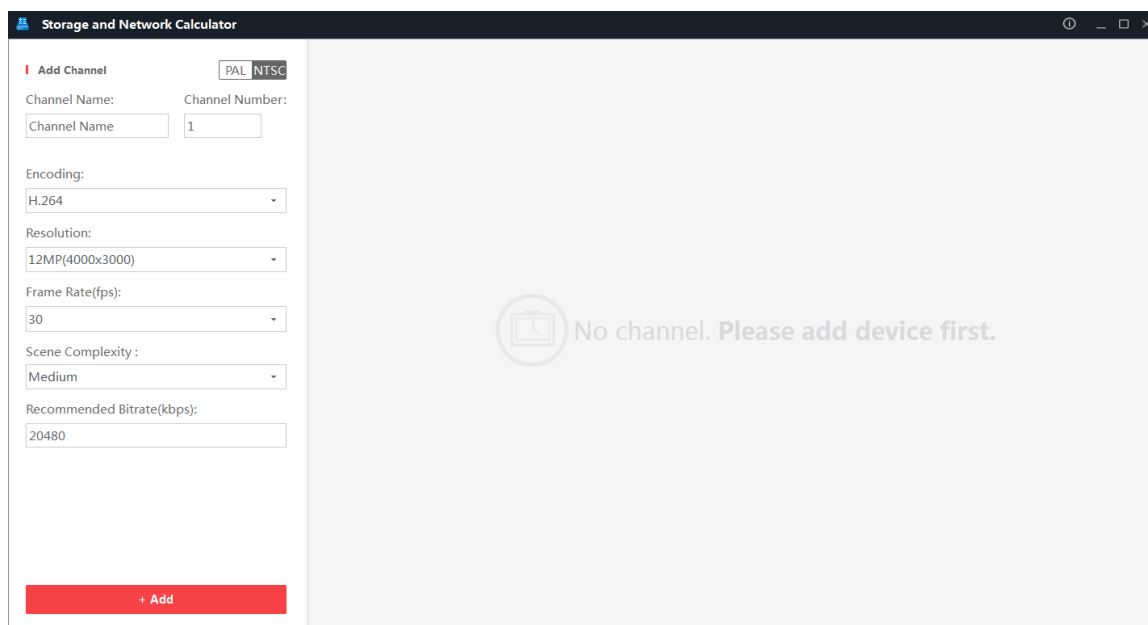 Storage and Network Calculator
Add Channel
PAL NTSC
Channel Name: Channel Number:
Channel Name 1
Encoding:
H.264
Resolution:
12MP(4000x3000)
Frame Rate(fps):
30
Scene Complexity :
Medium
Recommended Bitrate(kbps):
20480
No channel. Please add device first.
+ Add